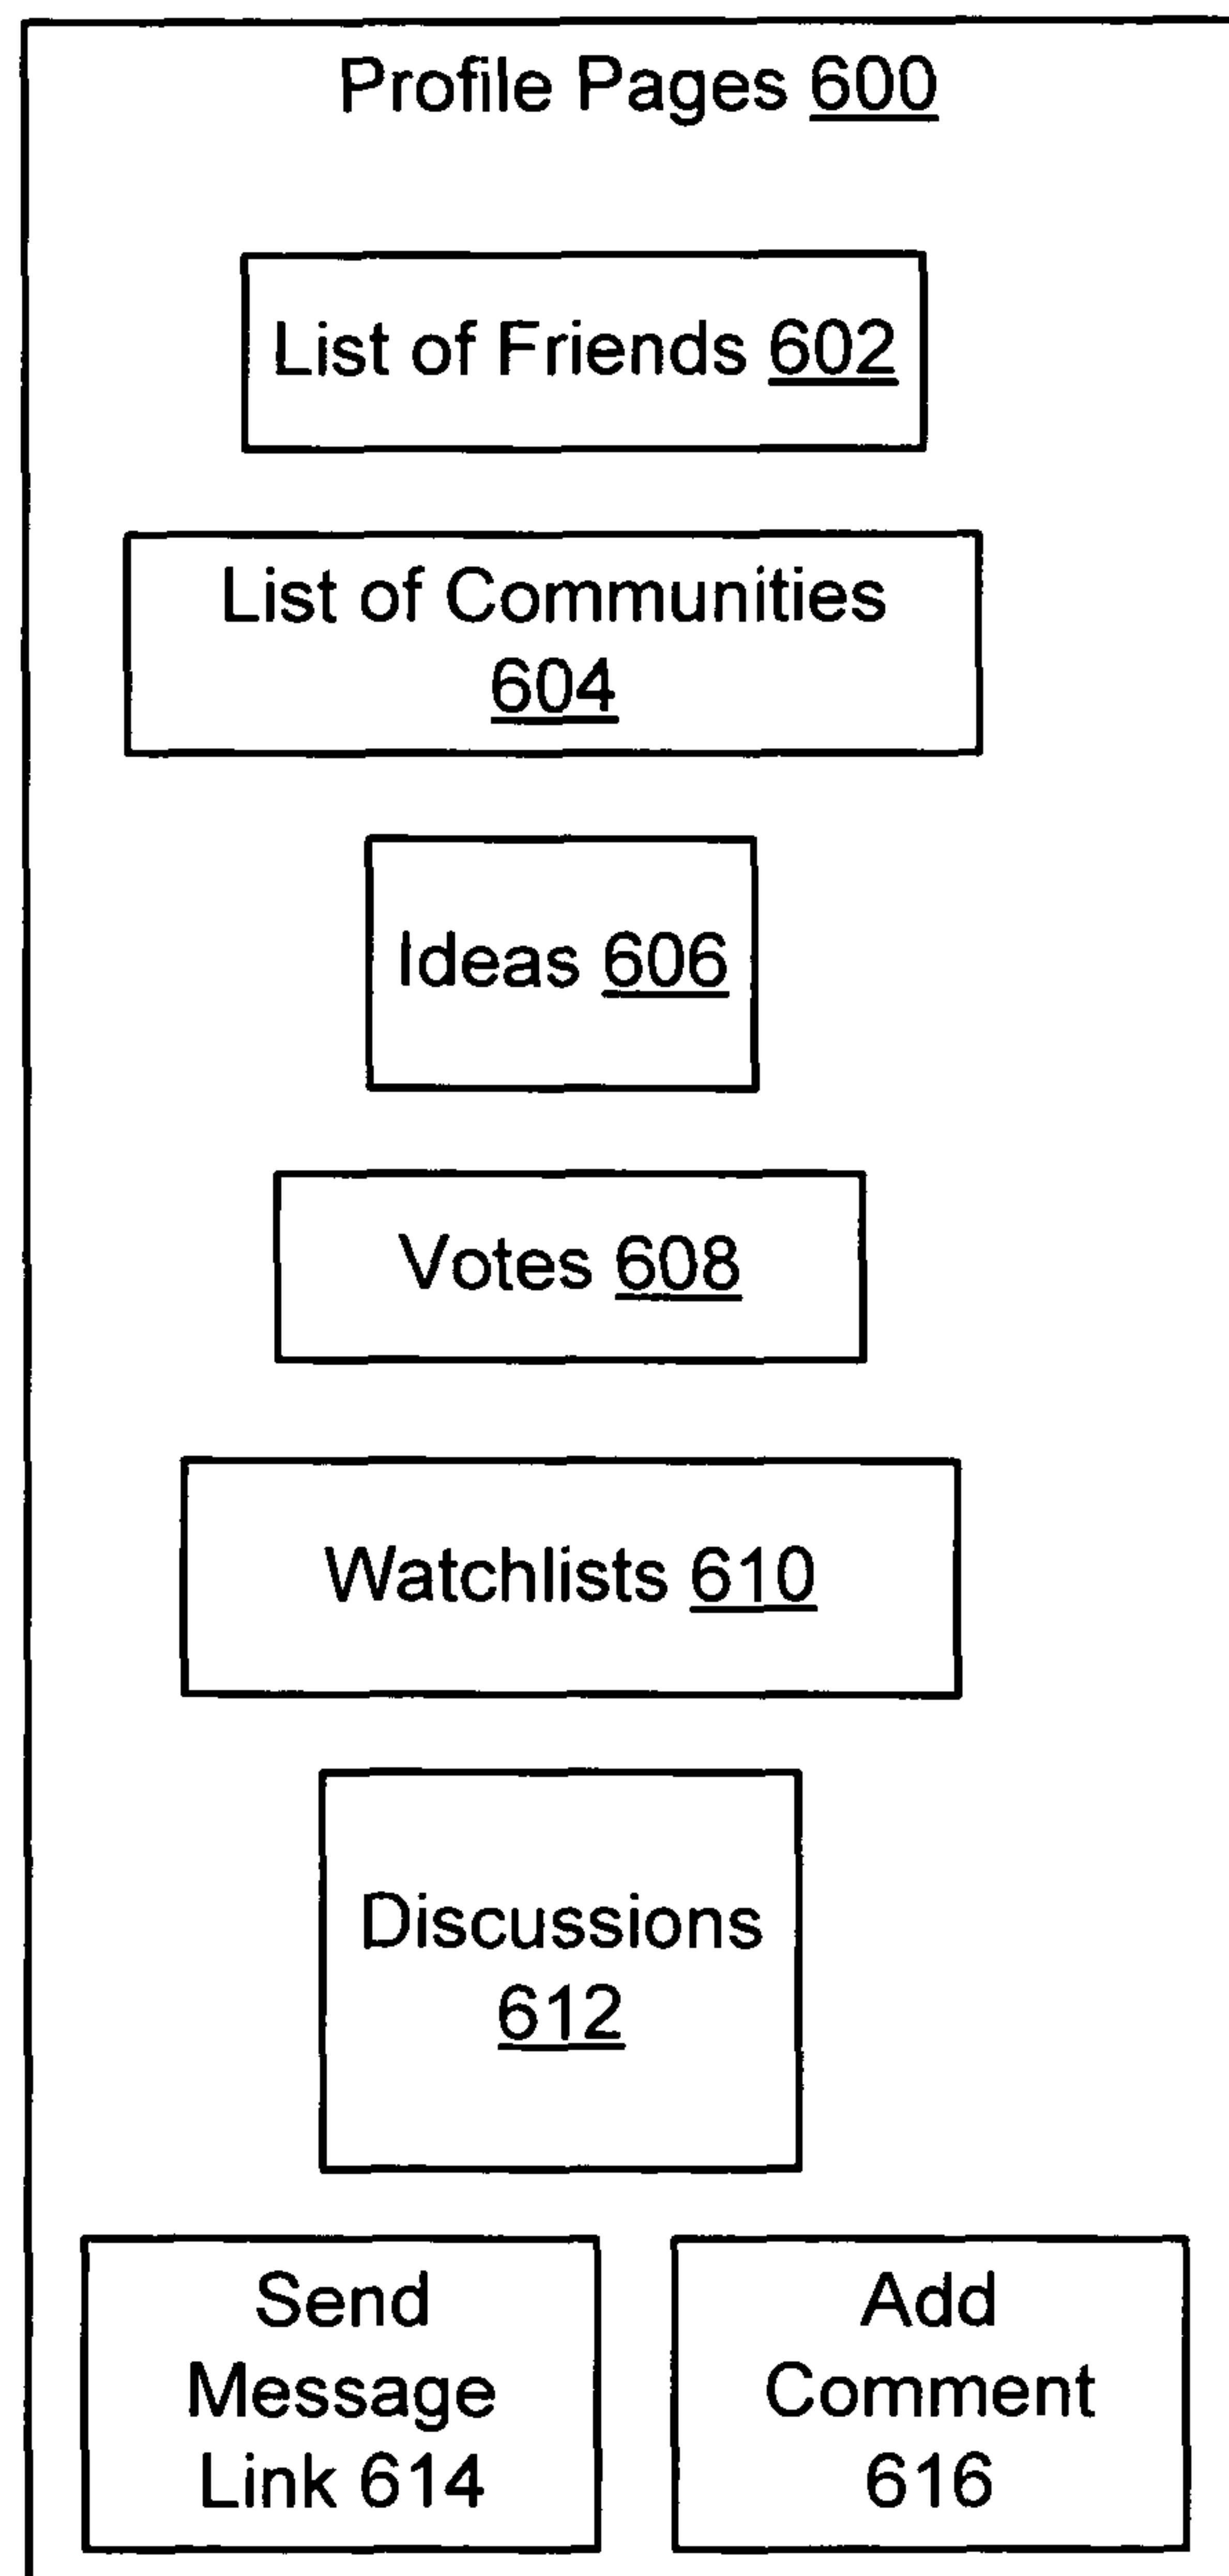 Profile Pages 600
List of Friends 602
List of Communities
604
Ideas 606
Votes 608
Watchlists 610
Discussions
612
Send
Message
Link 614
Add
Comment
616